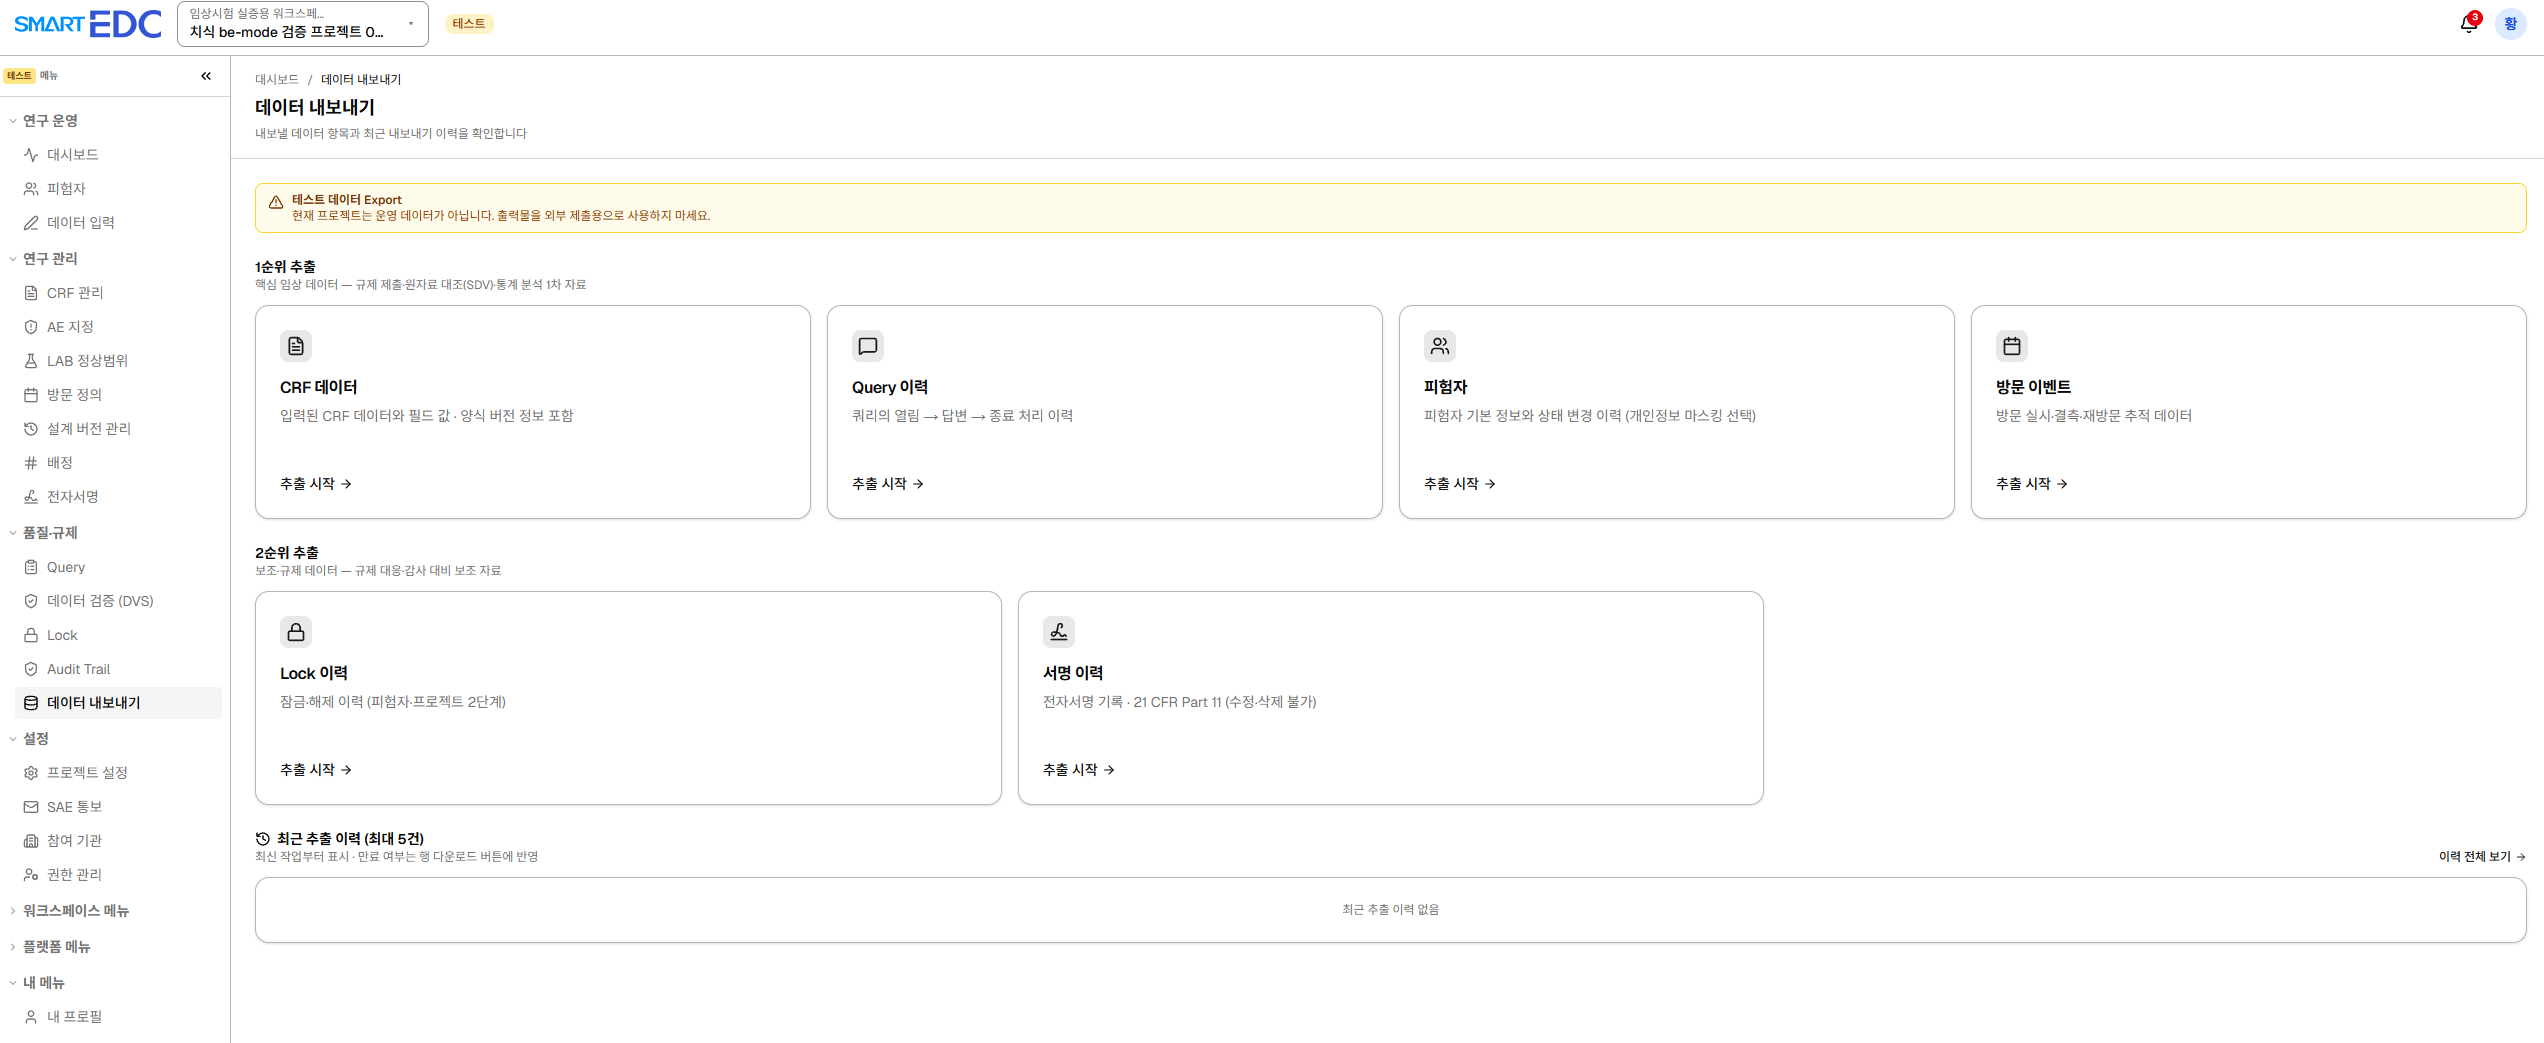 SMART EDC
임상시험 실증용 워크스페...
치식 be-mode 검증 프로젝트 0...
테스트
3
황
테스트 메뉴
연구 운영
대시보드
피험자
데이터 입력
연구 관리
CRF 관리
AE 지정
LAB 정상범위
방문 정의
설계 버전 관리
배정
전자서명
품질·규제
Query
데이터 검증 (DVS)
Lock
Audit Trail
데이터 내보내기
설정
프로젝트 설정
SAE 통보
참여 기관
권한 관리
워크스페이스 메뉴
플랫폼 메뉴
내 메뉴
내 프로필
대시보드 / 데이터 내보내기
데이터 내보내기
내보낼 데이터 항목과 최근 내보내기 이력을 확인합니다
테스트 데이터 Export
현재 프로젝트는 운영 데이터가 아닙니다. 출력물을 외부 제출용으로 사용하지 마세요.
1순위 추출
핵심 임상 데이터 — 규제 제출·원자료 대조(SDV)·통계 분석 1차 자료
CRF 데이터
입력된 CRF 데이터와 필드 값 · 양식 버전 정보 포함
추출 시작 →
Query 이력
쿼리의 열림 → 답변 → 종료 처리 이력
추출 시작 →
피험자
피험자 기본 정보와 상태 변경 이력 (개인정보 마스킹 선택)
추출 시작 →
방문 이벤트
방문 실시·결측·재방문 추적 데이터
추출 시작 →
2순위 추출
보조·규제 데이터 — 규제 대응·감사 대비 보조 자료
Lock 이력
잠금·해제 이력 (피험자·프로젝트 2단계)
추출 시작 →
서명 이력
전자서명 기록 · 21 CFR Part 11 (수정·삭제 불가)
추출 시작 →
최근 추출 이력 (최대 5건)
최신 작업부터 표시 · 만료 여부는 행 다운로드 버튼에 반영
이력 전체 보기 →
최근 추출 이력 없음